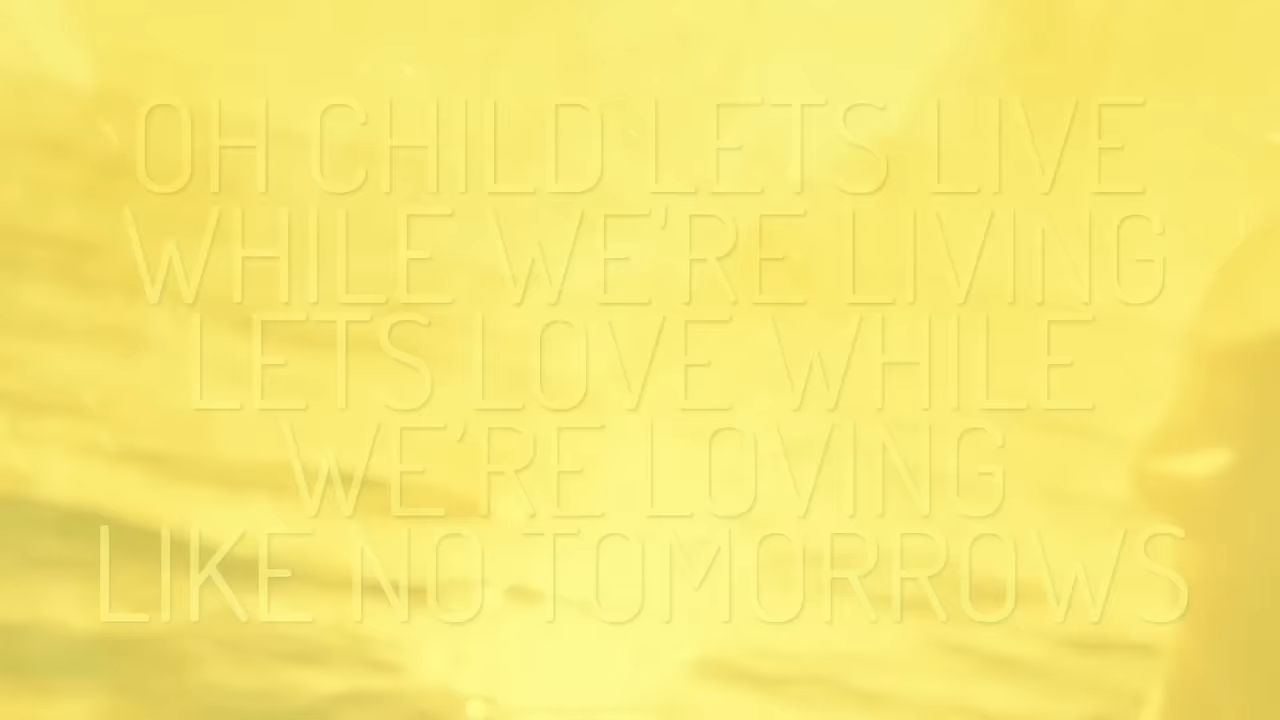 OH CHILD LETS LIVE
WHILE WE'RE LIVING
LETS LOVE WHILE
WE'RE LOVING
LIKE NO TOMORROWS